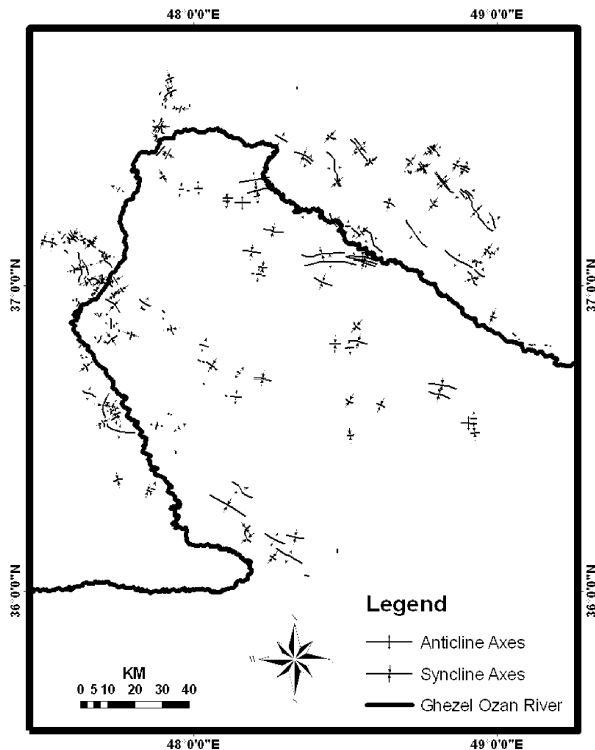 48°0'0"E 49°0'0"E
37°0'0"N 37°0'0"N
36°0'0"N 36°0'0"N
Legend
Anticline Axes
Syncline Axes
Ghezel Ozan River
KM
0 5 10 20 30 40
48°0'0"E 49°0'0"E